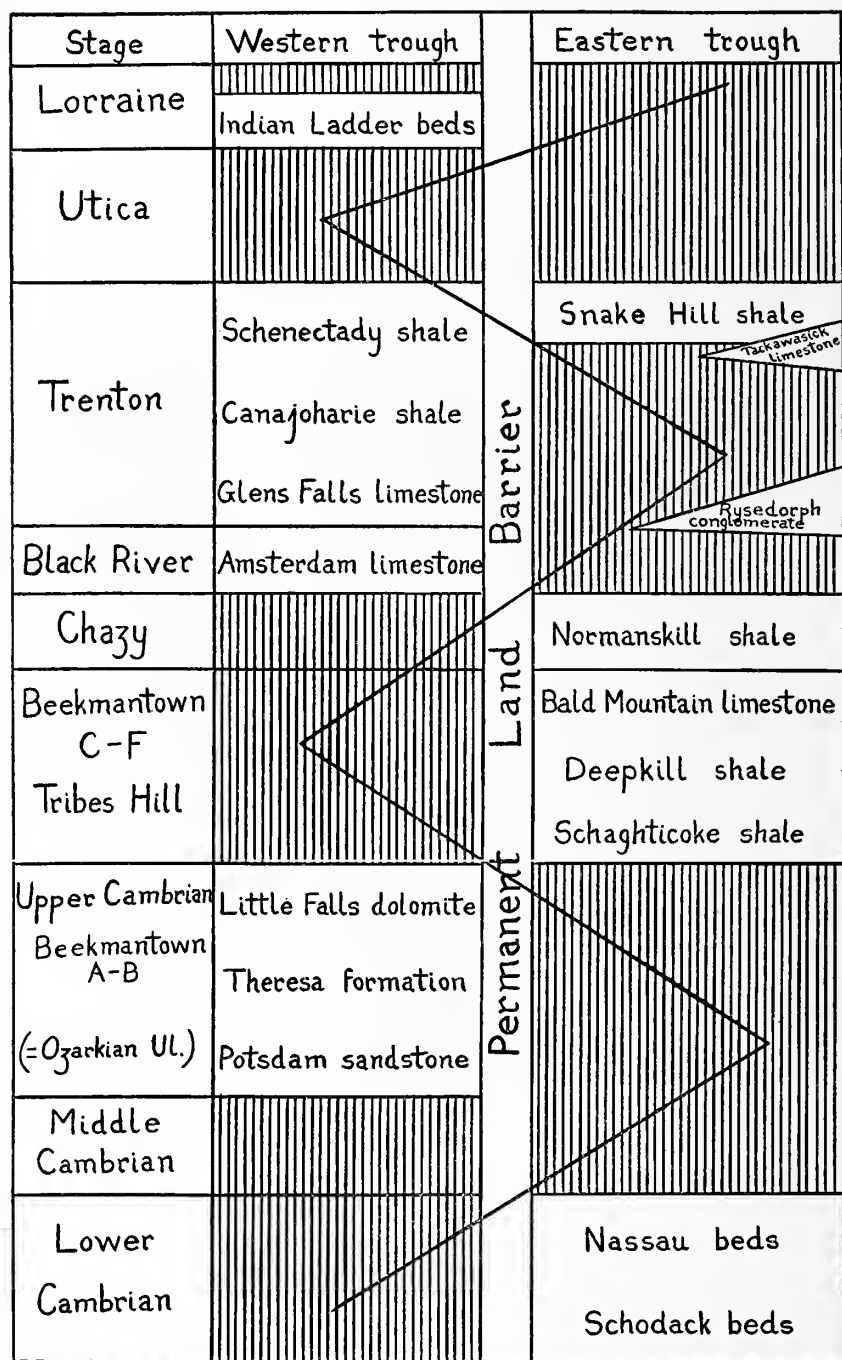 Stage
Western trough
Eastern trough
Lorraine
Indian Ladder beds
Utica
Trenton
Schenectady shale
Canajoharie shale
Glens Falls limestone
Snake Hill shale
Tackawasick
limestone
Rysedorph
conglomerate
Black River
Amsterdam limestone
Chazy
Normanskill shale
Beekmantown
C-F
Tribes Hill
Bald Mountain limestone
Deepkill shale
Schaghticoke shale
Upper Cambrian
Beekmantown
A-B
(=Ozarkian Ul.)
Little Falls dolomite
Theresa formation
Potsdam sandstone
Middle
Cambrian
Lower
Cambrian
Nassau beds
Schodack beds
Permanent Land Barrier